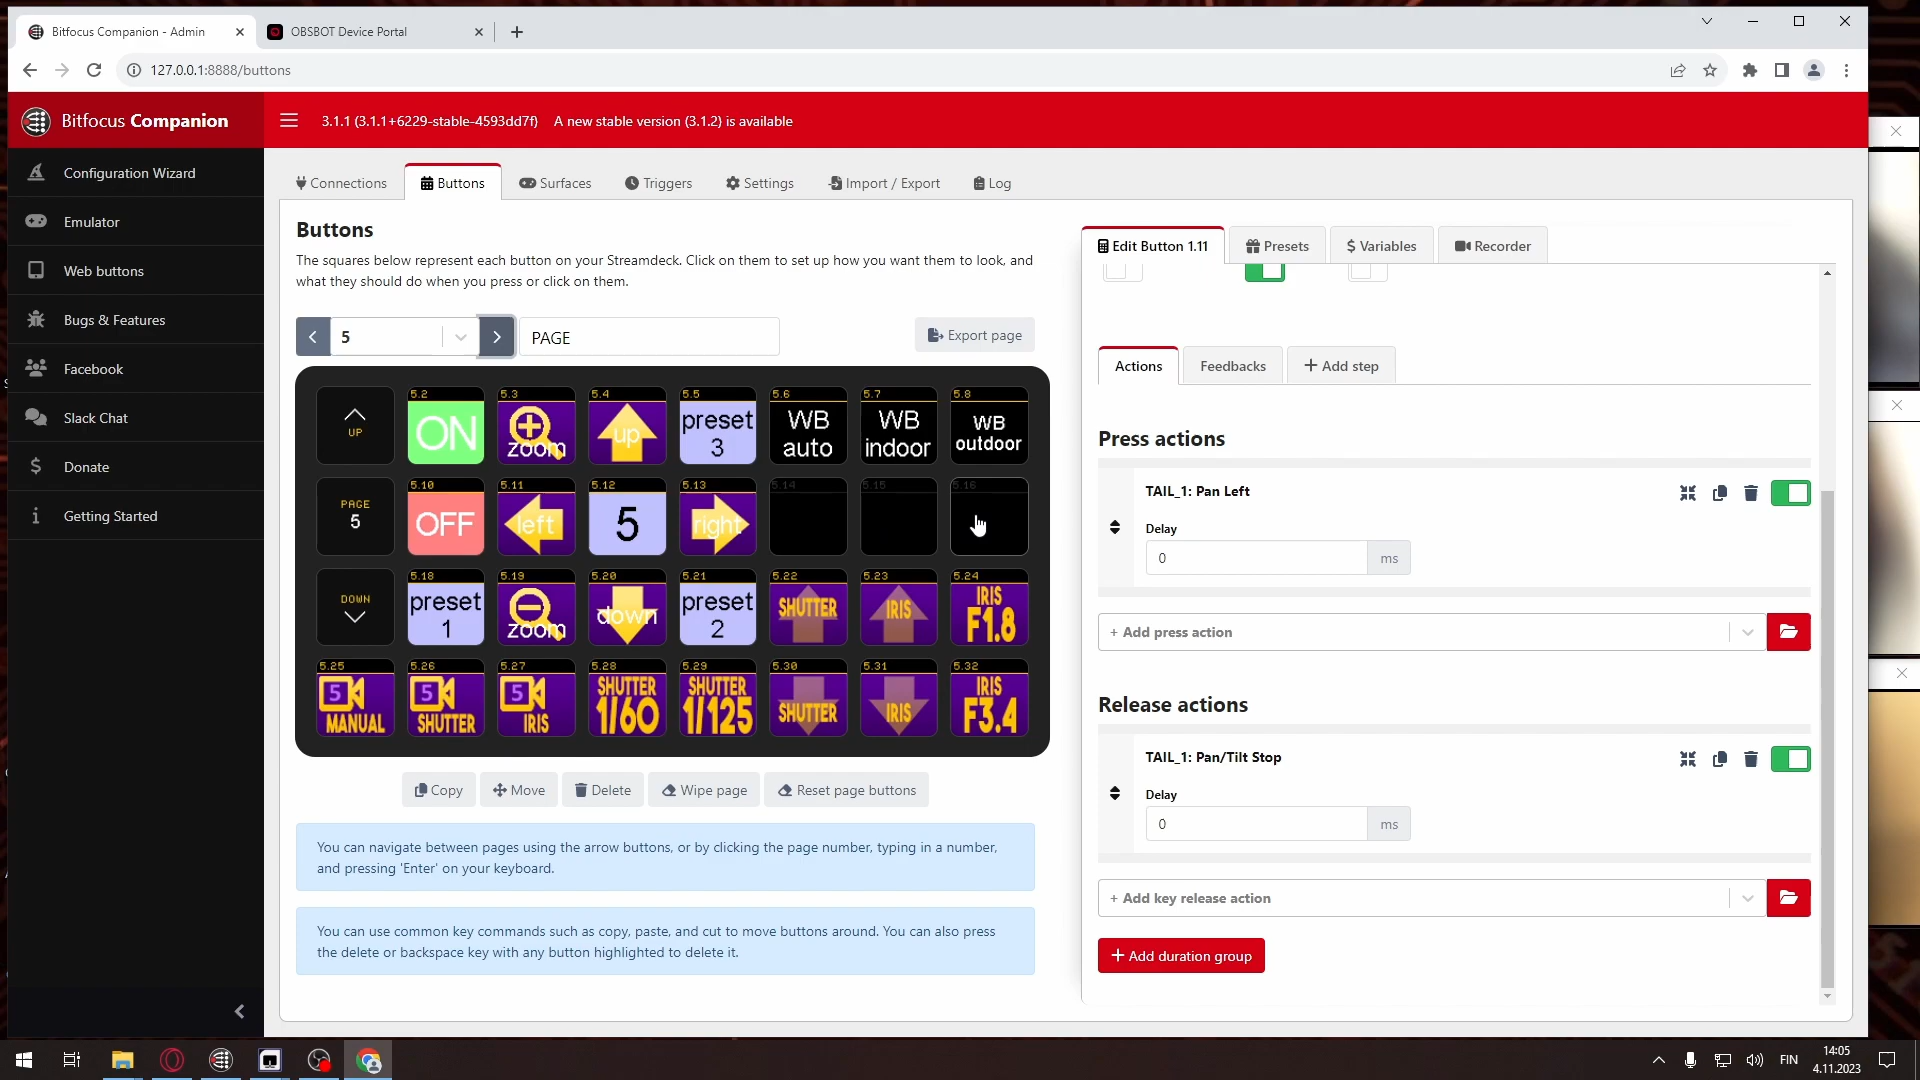 Bitfocus Companion - Admin
OBSBOT Device Portal
127.0.0.1:8888/buttons
Bitfocus Companion
3.1.1 (3.1.1+6229-stable-4593dd7f)
A new stable version (3.1.2) is available
Configuration Wizard
Emulator
Web buttons
Bugs & Features
Facebook
Slack Chat
Donate
Getting Started
Connections
Buttons
Surfaces
Triggers
Settings
Import / Export
Log
Buttons
The squares below represent each button on your Streamdeck. Click on them to set up how you want them to look, and
what they should do when you press or click on them.
5
PAGE
Export page
UP
5.2
ON
5.3
zoom
5.4
up
5.5
preset
3
5.6
WB
auto
5.7
WB
indoor
5.8
WB
outdoor
PAGE
5
5.10
OFF
5.11
left
5.12
5
5.13
right
5.14
5.15
5.16
DOWN
5.18
preset
1
5.19
zoom
5.20
down
5.21
preset
2
5.22
SHUTTER
5.23
IRIS
5.24
IRIS
F1.8
5.25
5
MANUAL
5.26
5
SHUTTER
5.27
5
IRIS
5.28
SHUTTER
1/60
5.29
SHUTTER
1/125
5.30
SHUTTER
5.31
IRIS
5.32
IRIS
F3.4
Copy
Move
Delete
Wipe page
Reset page buttons
You can navigate between pages using the arrow buttons, or by clicking the page number, typing in a number,
and pressing 'Enter' on your keyboard.
You can use common key commands such as copy, paste, and cut to move buttons around. You can also press
the delete or backspace key with any button highlighted to delete it.
Edit Button 1.11
Presets
$ Variables
Recorder
Actions
Feedbacks
+ Add step
Press actions
TAIL_1: Pan Left
Delay
0
ms
+ Add press action
Release actions
TAIL_1: Pan/Tilt Stop
Delay
0
ms
+ Add key release action
+ Add duration group
FIN
14:05
4.11.2023